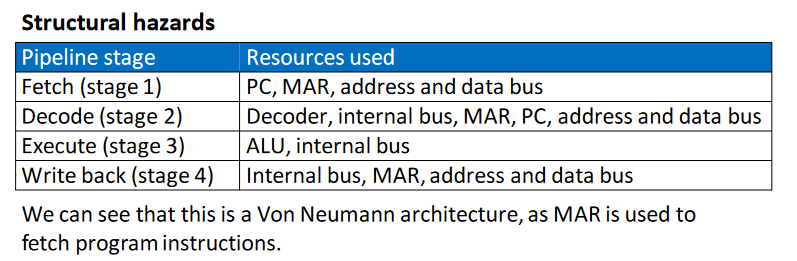 Structural hazards
Pipeline stage Resources used
Fetch (stage 1) PC, MAR, address and data bus
Decode (stage 2) Decoder, internal bus, MAR, PC, address and data bus
Execute (stage 3) ALU, internal bus
Write back (stage 4) Internal bus, MAR, address and data bus
We can see that this is a Von Neumann architecture, as MAR is used to
fetch program instructions.